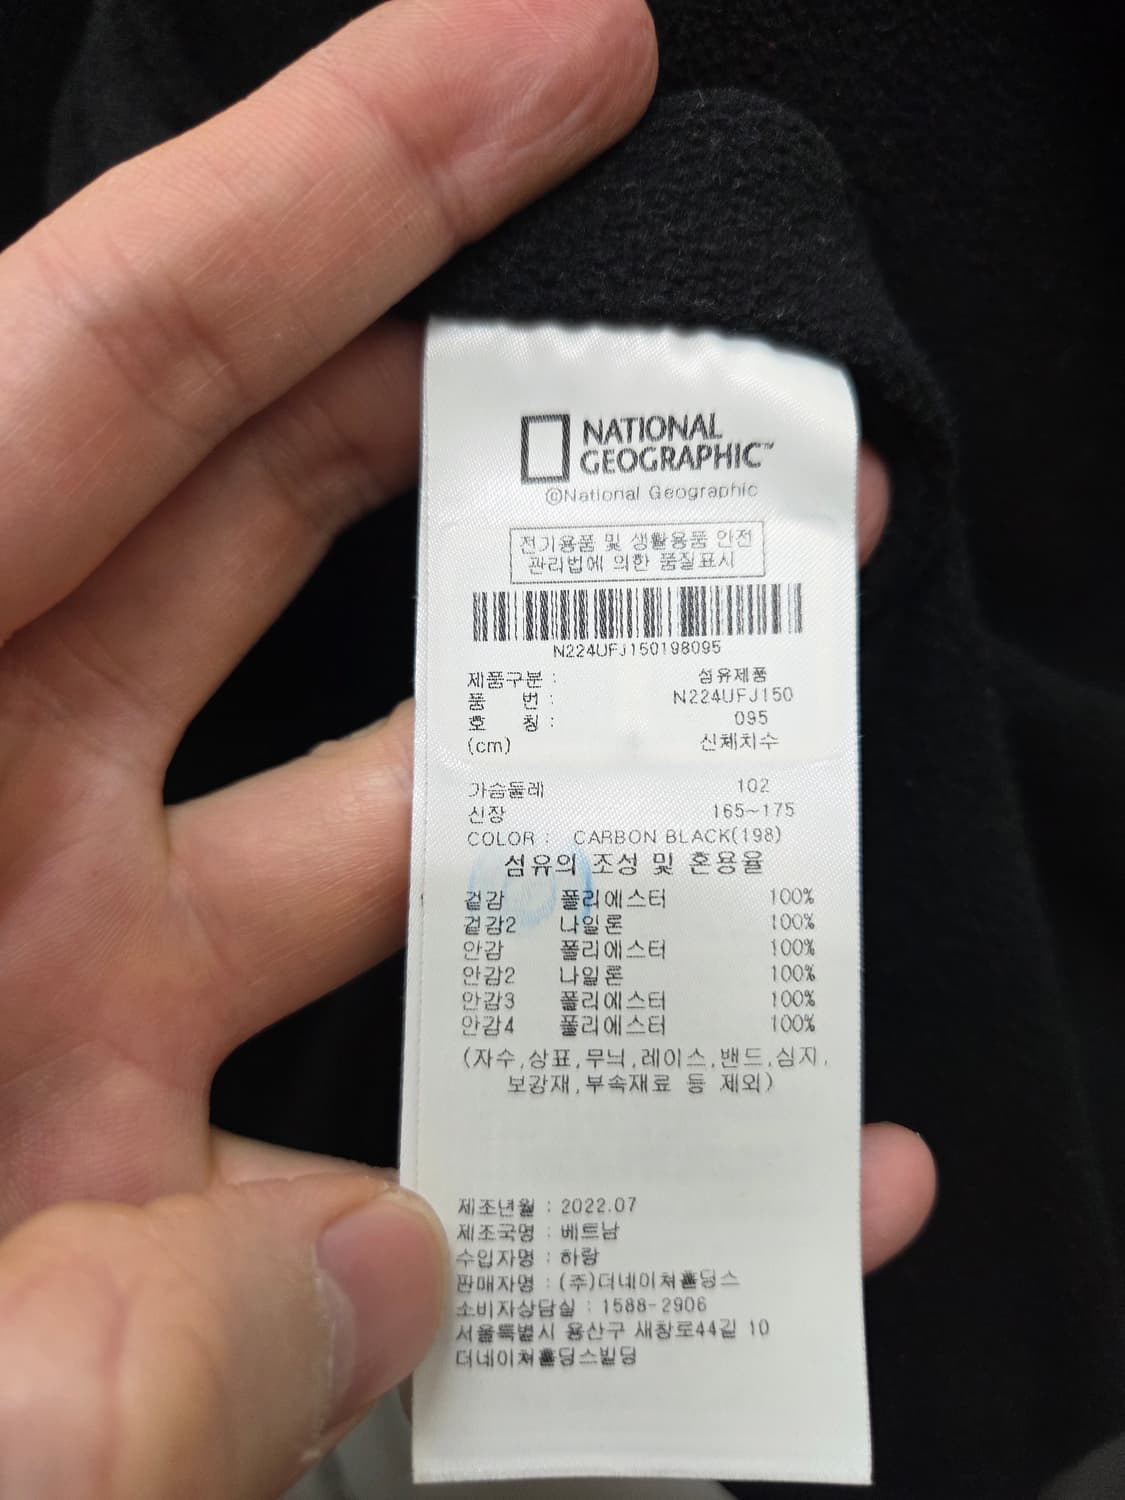 NATIONAL
GEOGRAPHIC™
©National Geographic
전기용품 및 생활용품 안전
관리법에 의한 품질표시
N224UFJ150198095
제품구분 : 섬유제품
품 번 : N224UFJ150
호 칭 : 095
(cm) 신체치수
가슴둘레 102
신장 165~175
COLOR : CARBON BLACK(198)
섬유의 조성 및 혼용율
겉감 폴리에스터 100%
겉감2 나일론 100%
안감 폴리에스터 100%
안감2 나일론 100%
안감3 폴리에스터 100%
안감4 폴리에스터 100%
(자수,상표,무늬,레이스,밴드,심지,
보강재,부속재료 등 제외)
제조년월 : 2022.07
제조국명 : 베트남
수입자명 : 하랑
판매자명 : (주)더네이쳐홀딩스
소비자상담실 : 1588-2906
서울특별시 용산구 새창로44길 10
더네이쳐홀딩스빌딩